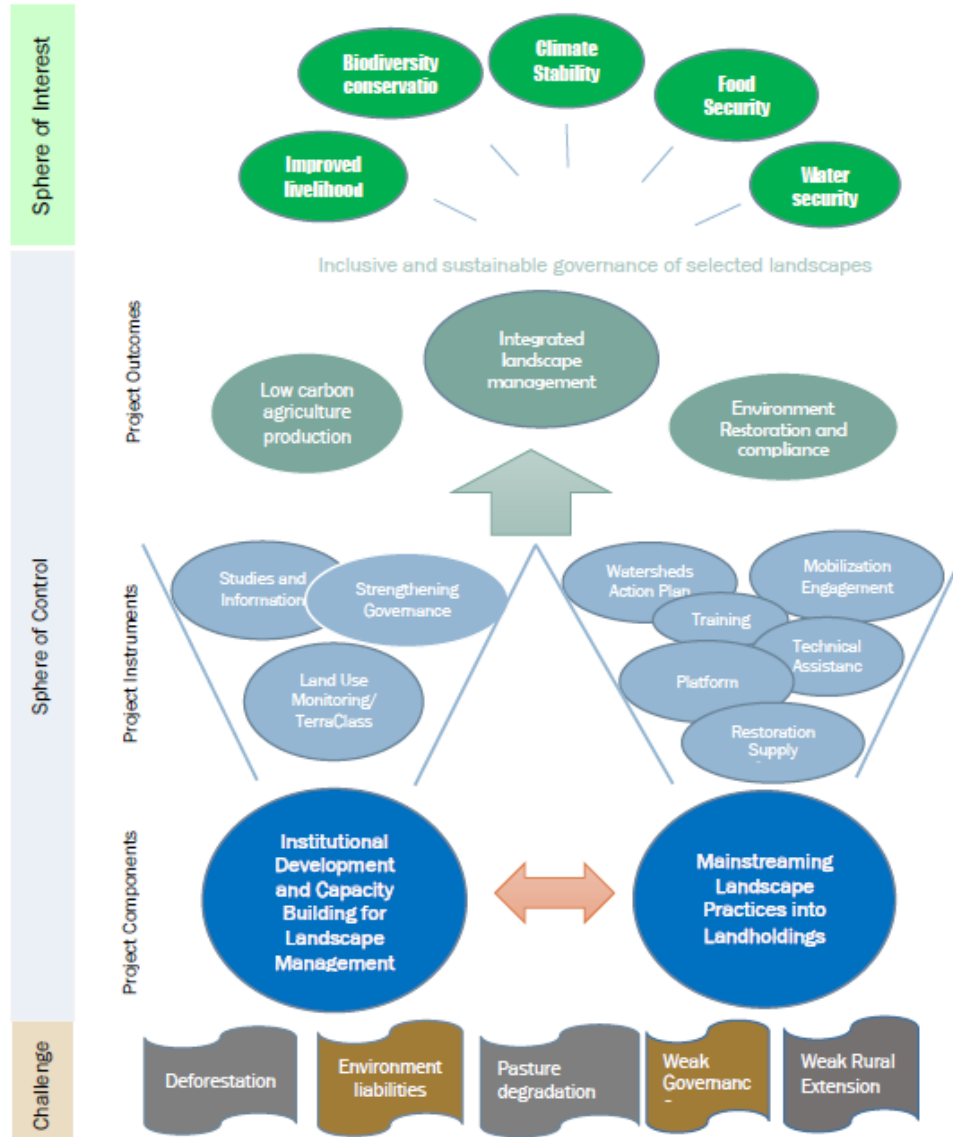 Sphere of Interest
Biodiversity
conservatio
Climate
Stability
Food
Security
Improved
livelihood
Water
security
Inclusive and sustainable governance of selected landscapes
Sphere of Control
Project Outcomes
Integrated
landscape
management
Low carbon
agriculture
production
Environment
Restoration and
compliance
Project Instruments
Studies and
Information
Strengthening
Governance
Land Use
Monitoring/
TerraClass
Watersheds
Action Plan
Mobilization
Engagement
Training
Technical
Assistanc
Platform
Restoration
Supply
Project Components
Institutional
Development
and Capacity
Building for
Landscape
Management
Mainstreaming
Landscape
Practices into
Landholdings
Challenge
Deforestation
Environment
liabilities
Pasture
degradation
Weak
Governanc
Weak Rural
Extension